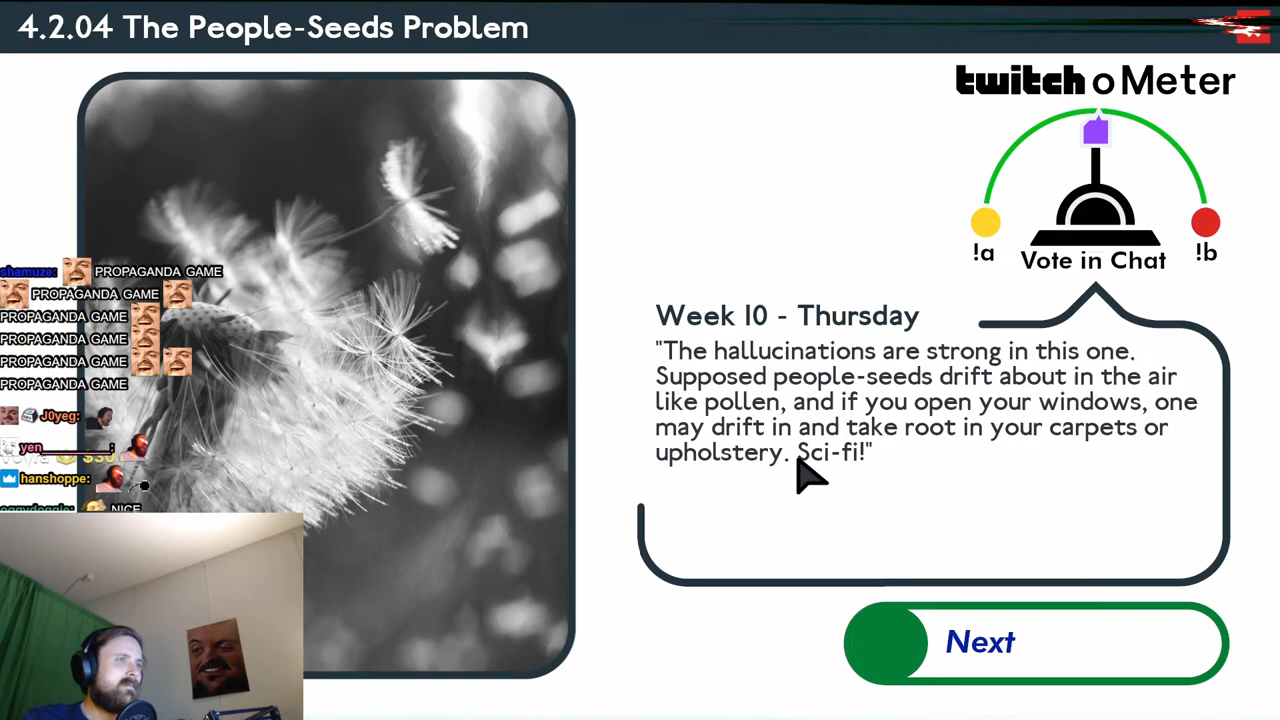 4.2.04 The People-Seeds Problem
twitch o Meter
!a
Vote in Chat
!b
Week 10 - Thursday
"The hallucinations are strong in this one.
Supposed people-seeds drift about in the air
like pollen, and if you open your windows, one
may drift in and take root in your carpets or
upholstery. Sci-fi!"
Next
shamuze: PROPAGANDA GAME
PROPAGANDA GAME
PROPAGANDA GAME
PROPAGANDA GAME
PROPAGANDA GAME
PROPAGANDA GAME
J0yeg:
yen________:
$30
hanshoppe:
NICE